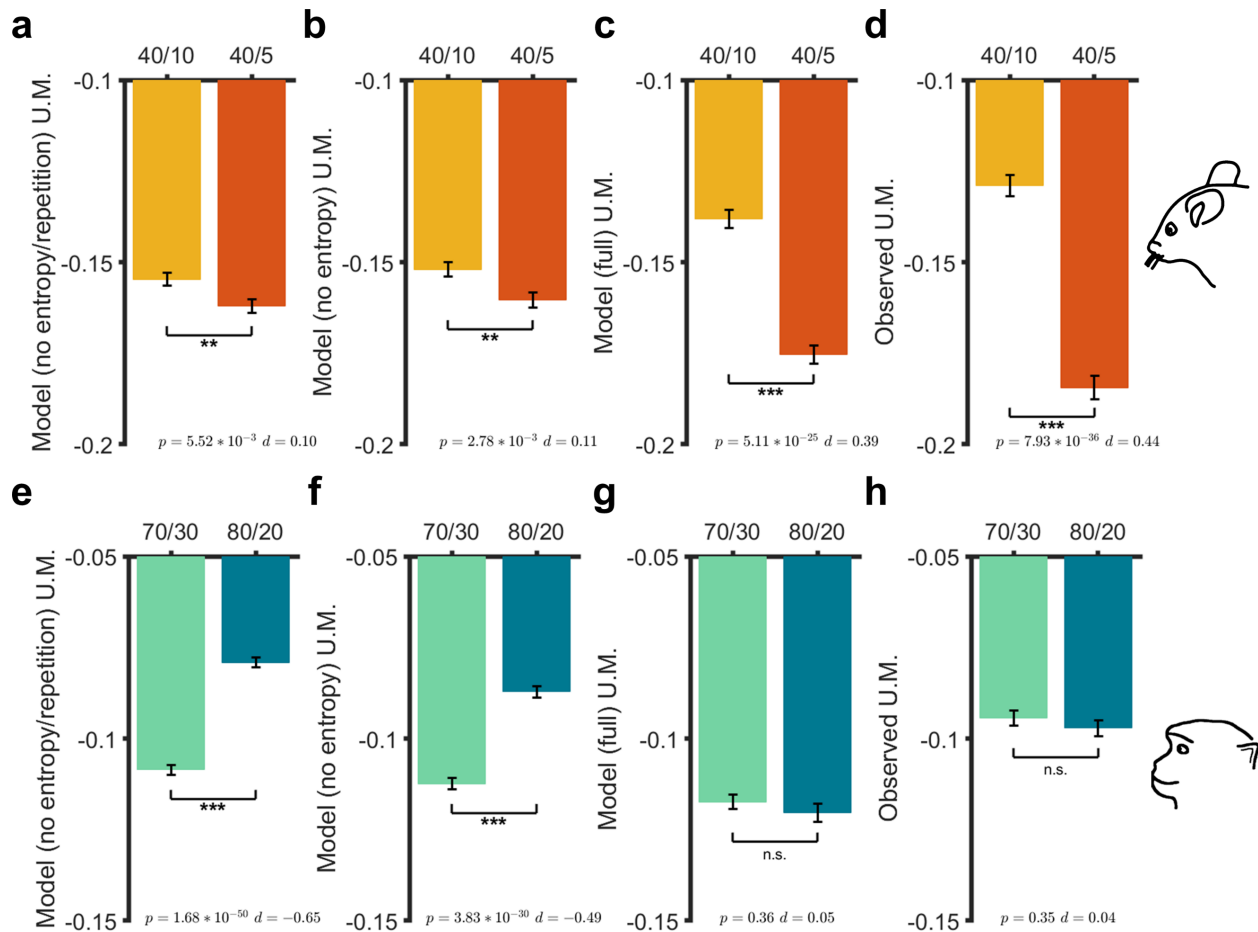 a
40/10 40/5
-0.1
-0.15
-0.2
Model (no entropy/repetition) U.M.
**
p = 5.52 * 10⁻³ d = 0.10
b
40/10 40/5
-0.1
-0.15
-0.2
Model (no entropy) U.M.
**
p = 2.78 * 10⁻³ d = 0.11
c
40/10 40/5
-0.1
-0.15
-0.2
Model (full) U.M.
***
p = 5.11 * 10⁻²⁵ d = 0.39
d
40/10 40/5
-0.1
-0.15
-0.2
Observed U.M.
***
p = 7.93 * 10⁻³⁶ d = 0.44
e
70/30 80/20
-0.05
-0.1
-0.15
Model (no entropy/repetition) U.M.
***
p = 1.68 * 10⁻⁵⁰ d = −0.65
f
70/30 80/20
-0.05
-0.1
-0.15
Model (no entropy) U.M.
***
p = 3.83 * 10⁻³⁰ d = −0.49
g
70/30 80/20
-0.05
-0.1
-0.15
Model (full) U.M.
n.s.
p = 0.36 d = 0.05
h
70/30 80/20
-0.05
-0.1
-0.15
Observed U.M.
n.s.
p = 0.35 d = 0.04